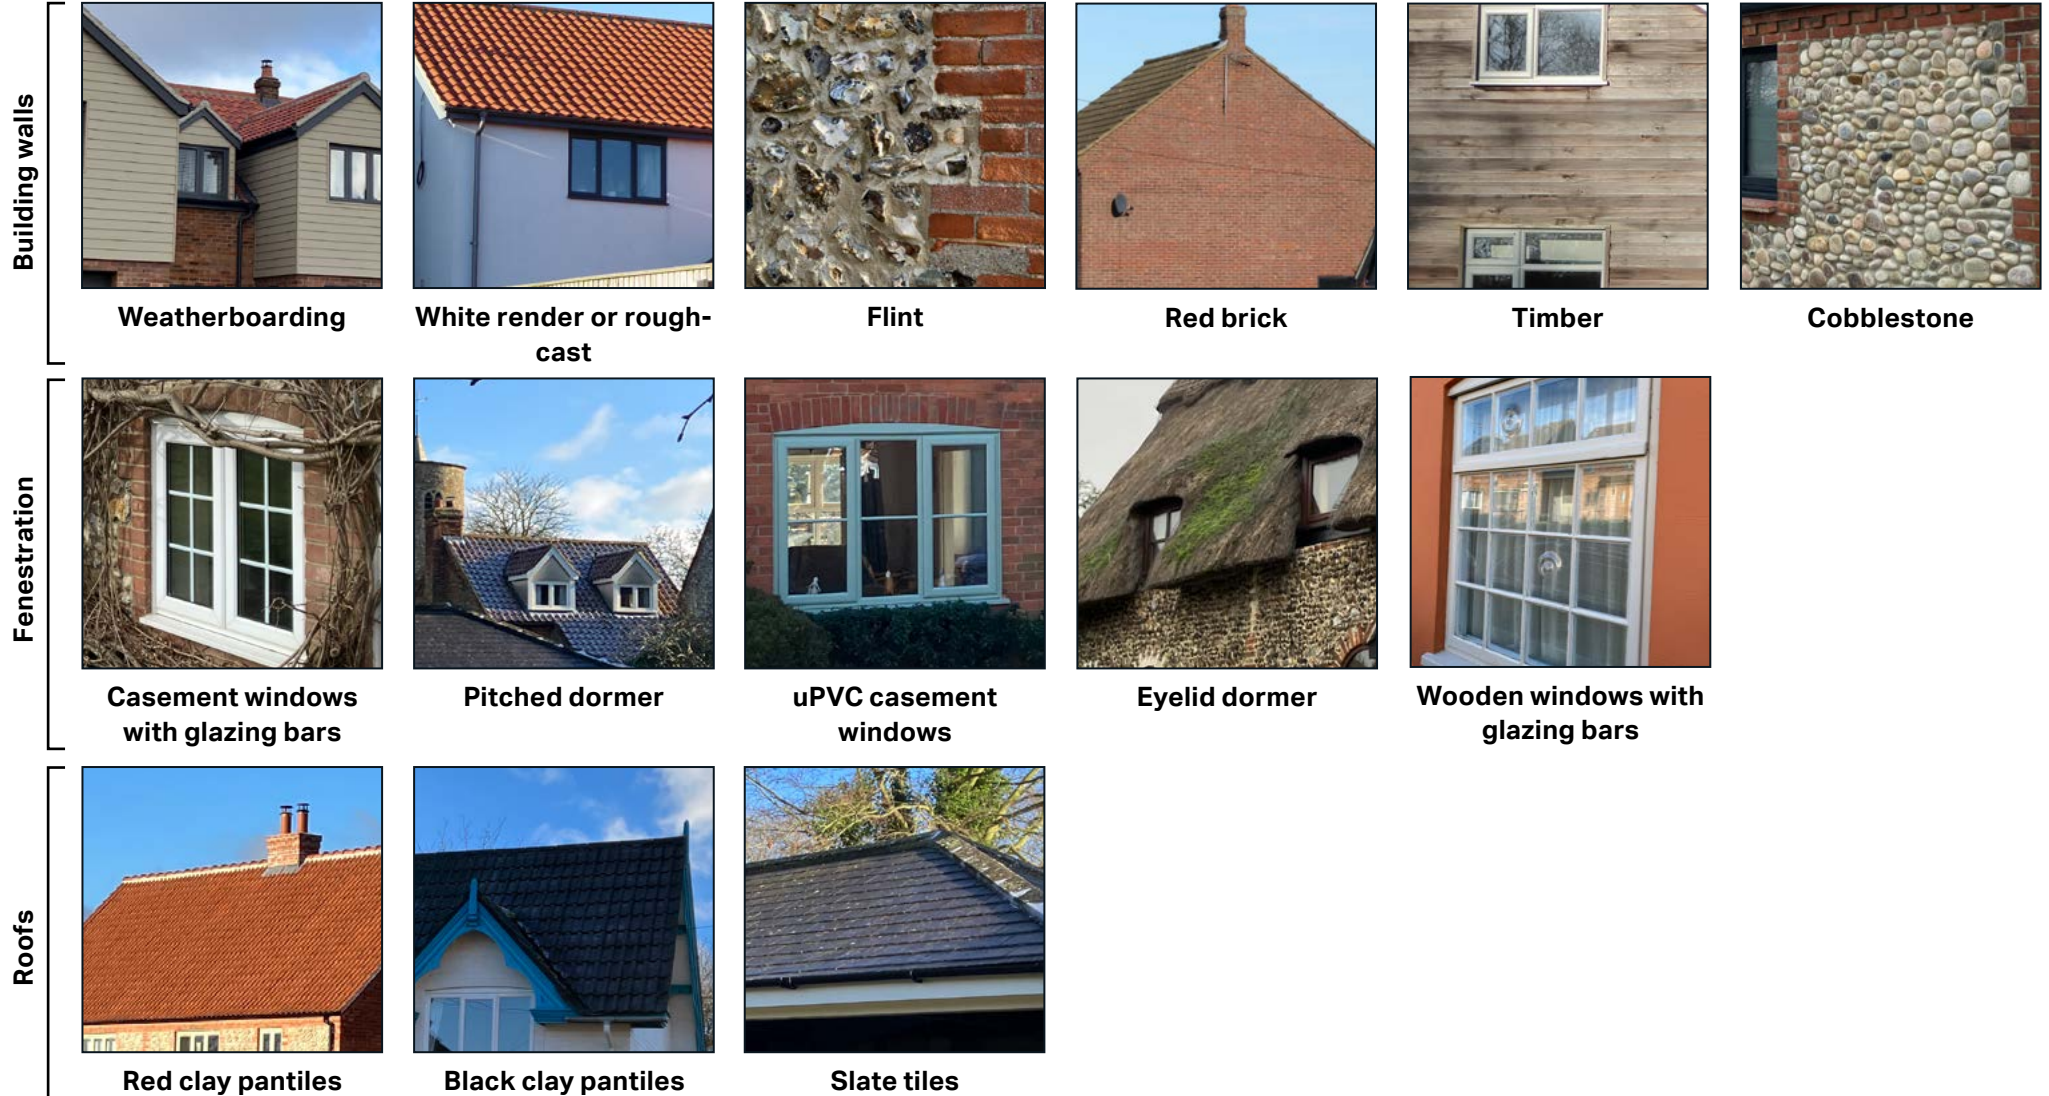 Building walls
Weatherboarding
White render or rough-
cast
Flint
Red brick
Timber
Cobblestone
Fenestration
Casement windows
with glazing bars
Pitched dormer
uPVC casement
windows
Eyelid dormer
Wooden windows with
glazing bars
Roofs
Red clay pantiles
Black clay pantiles
Slate tiles